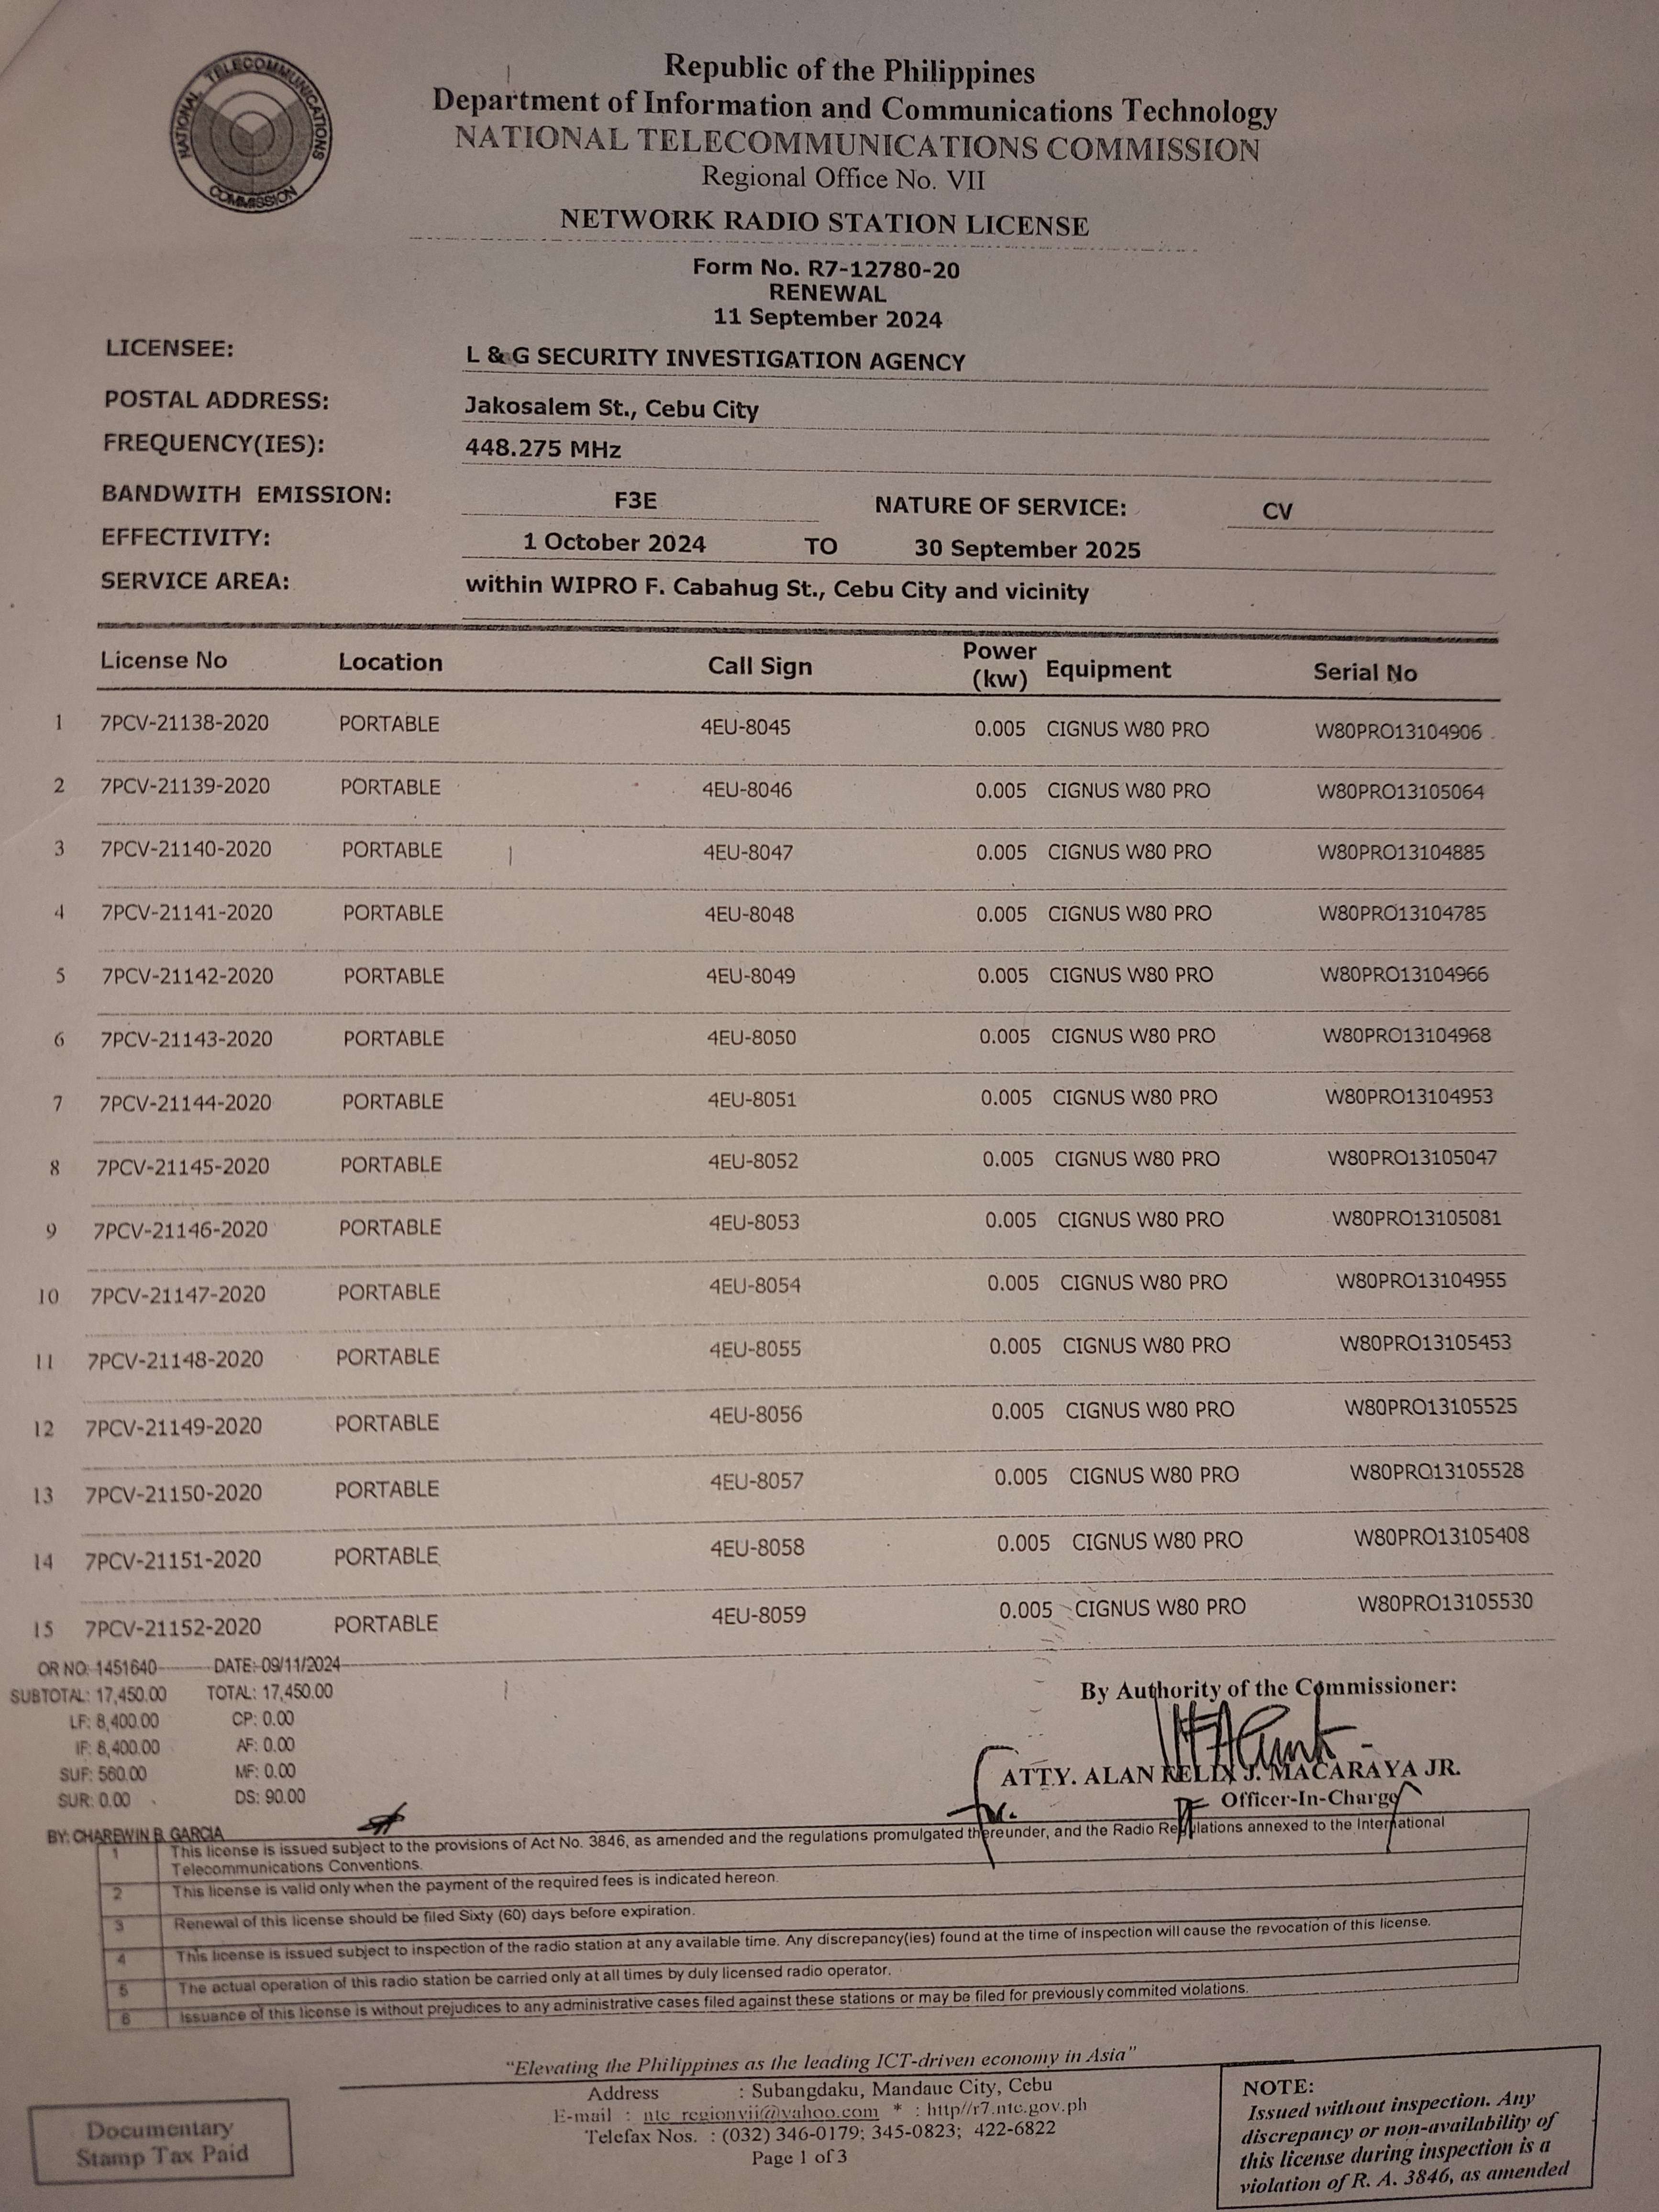 NATIONAL TELECOMMUNICATIONS COMMISSION
Republic of the Philippines
Department of Information and Communications Technology
NATIONAL TELECOMMUNICATIONS COMMISSION
Regional Office No. VII
NETWORK RADIO STATION LICENSE
Form No. R7-12780-20
RENEWAL
11 September 2024
LICENSEE: L & G SECURITY INVESTIGATION AGENCY
POSTAL ADDRESS: Jakosalem St., Cebu City
FREQUENCY(IES): 448.275 MHz
BANDWITH EMISSION: F3E NATURE OF SERVICE: CV
EFFECTIVITY: 1 October 2024 TO 30 September 2025
SERVICE AREA: within WIPRO F. Cabahug St., Cebu City and vicinity
License No Location Call Sign Power (kw) Equipment Serial No
1 7PCV-21138-2020 PORTABLE 4EU-8045 0.005 CIGNUS W80 PRO W80PRO13104906
2 7PCV-21139-2020 PORTABLE 4EU-8046 0.005 CIGNUS W80 PRO W80PRO13105064
3 7PCV-21140-2020 PORTABLE 4EU-8047 0.005 CIGNUS W80 PRO W80PRO13104885
4 7PCV-21141-2020 PORTABLE 4EU-8048 0.005 CIGNUS W80 PRO W80PRO13104785
5 7PCV-21142-2020 PORTABLE 4EU-8049 0.005 CIGNUS W80 PRO W80PRO13104966
6 7PCV-21143-2020 PORTABLE 4EU-8050 0.005 CIGNUS W80 PRO W80PRO13104968
7 7PCV-21144-2020 PORTABLE 4EU-8051 0.005 CIGNUS W80 PRO W80PRO13104953
8 7PCV-21145-2020 PORTABLE 4EU-8052 0.005 CIGNUS W80 PRO W80PRO13105047
9 7PCV-21146-2020 PORTABLE 4EU-8053 0.005 CIGNUS W80 PRO W80PRO13105081
10 7PCV-21147-2020 PORTABLE 4EU-8054 0.005 CIGNUS W80 PRO W80PRO13104955
11 7PCV-21148-2020 PORTABLE 4EU-8055 0.005 CIGNUS W80 PRO W80PRO13105453
12 7PCV-21149-2020 PORTABLE 4EU-8056 0.005 CIGNUS W80 PRO W80PRO13105525
13 7PCV-21150-2020 PORTABLE 4EU-8057 0.005 CIGNUS W80 PRO W80PRO13105528
14 7PCV-21151-2020 PORTABLE 4EU-8058 0.005 CIGNUS W80 PRO W80PRO13105408
15 7PCV-21152-2020 PORTABLE 4EU-8059 0.005 CIGNUS W80 PRO W80PRO13105530
OR NO: 1451640 DATE: 09/11/2024
SUBTOTAL: 17,450.00 TOTAL: 17,450.00
LF: 8,400.00 CP: 0.00
IF: 8,400.00 AF: 0.00
SUF: 560.00 MF: 0.00
SUR: 0.00 DS: 90.00
BY: CHAREWIN B. GARCIA
By Authority of the Commissioner:
ATTY. ALAN FELIX J. MACARAYA JR.
Officer-In-Charge
1 This license is issued subject to the provisions of Act No. 3846, as amended and the regulations promulgated thereunder, and the Radio Regulations annexed to the International
Telecommunications Conventions.
2 This license is valid only when the payment of the required fees is indicated hereon.
3 Renewal of this license should be filed Sixty (60) days before expiration.
4 This license is issued subject to inspection of the radio station at any available time. Any discrepancy(ies) found at the time of inspection will cause the revocation of this license.
5 The actual operation of this radio station be carried only at all times by duly licensed radio operator.
6 Issuance of this license is without prejudices to any administrative cases filed against these stations or may be filed for previously commited violations.
"Elevating the Philippines as the leading ICT-driven economy in Asia"
Address : Subangdaku, Mandaue City, Cebu
E-mail : ntc_regionvii@yahoo.com * : http//r7.ntc.gov.ph
Telefax Nos. : (032) 346-0179; 345-0823; 422-6822
Page 1 of 3
Documentary
Stamp Tax Paid
NOTE:
Issued without inspection. Any
discrepancy or non-availability of
this license during inspection is a
violation of R. A. 3846, as amended